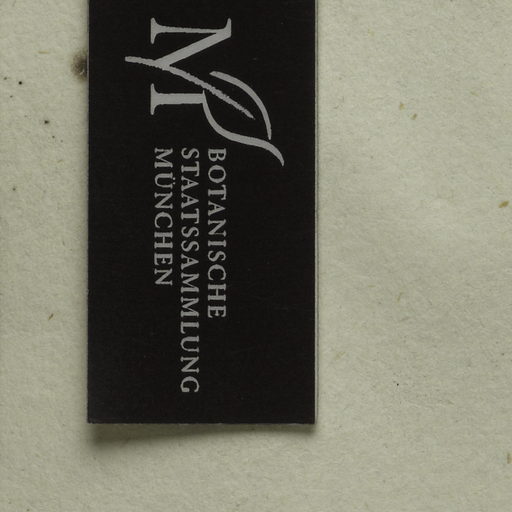 M
BOTANISCHE
STAATSSAMMLUNG
MÜNCHEN